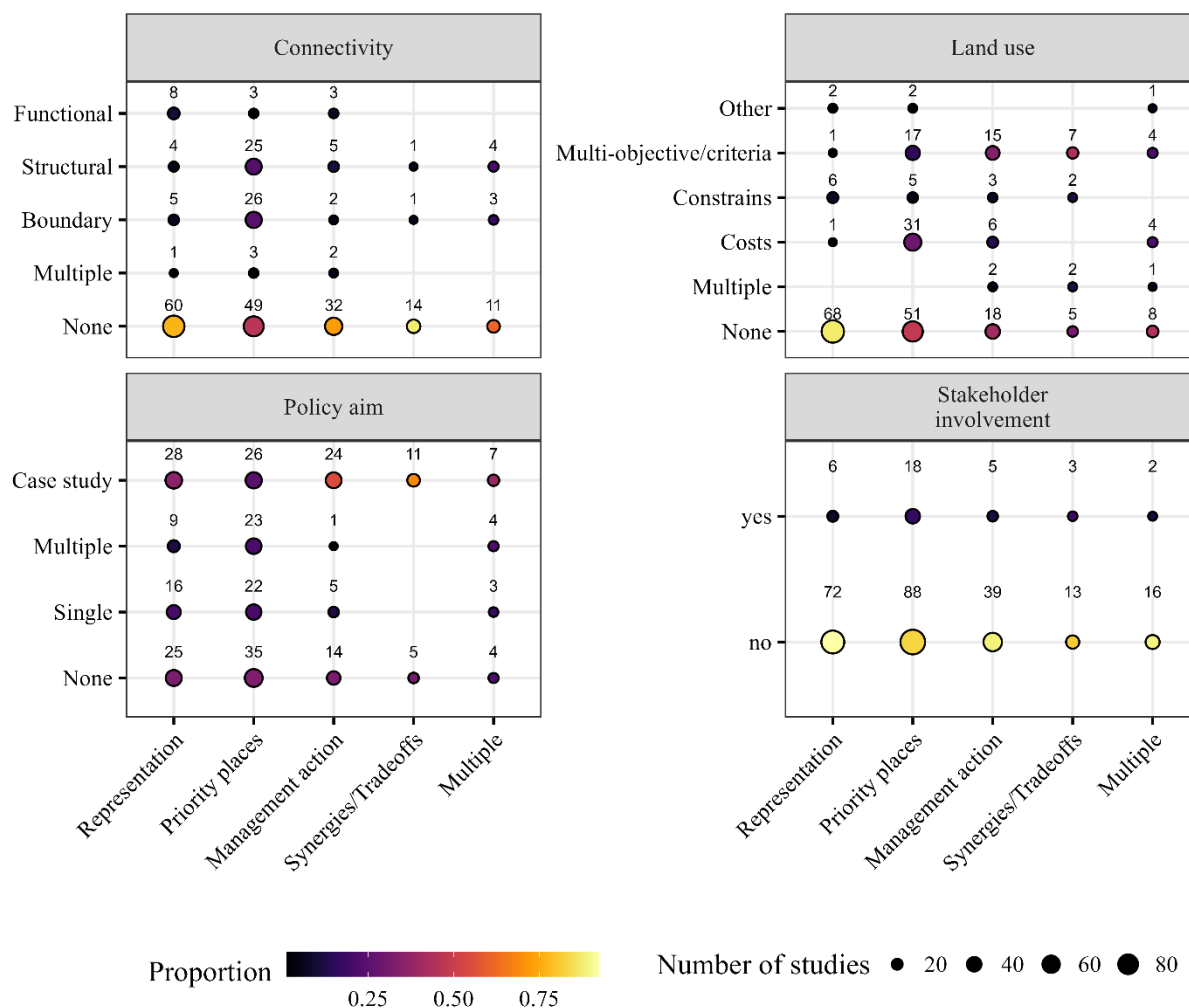 Connectivity
Functional
8 3 3
Structural
4 25 5 1 4
Boundary
5 26 2 1 3
Multiple
1 3 2
None
60 49 32 14 11
Land use
Other
2 2 1
Multi-objective/criteria
1 17 15 7 4
Constrains
6 5 3 2
Costs
1 31 6 4
Multiple
2 2 1
None
68 51 18 5 8
Policy aim
Case study
28 26 24 11 7
Multiple
9 23 1 4
Single
16 22 5 3
None
25 35 14 5 4
Representation
Priority places
Management action
Synergies/Tradeoffs
Multiple
Stakeholder
involvement
yes
6 18 5 3 2
no
72 88 39 13 16
Representation
Priority places
Management action
Synergies/Tradeoffs
Multiple
Proportion
0.25 0.50 0.75
Number of studies 20 40 60 80